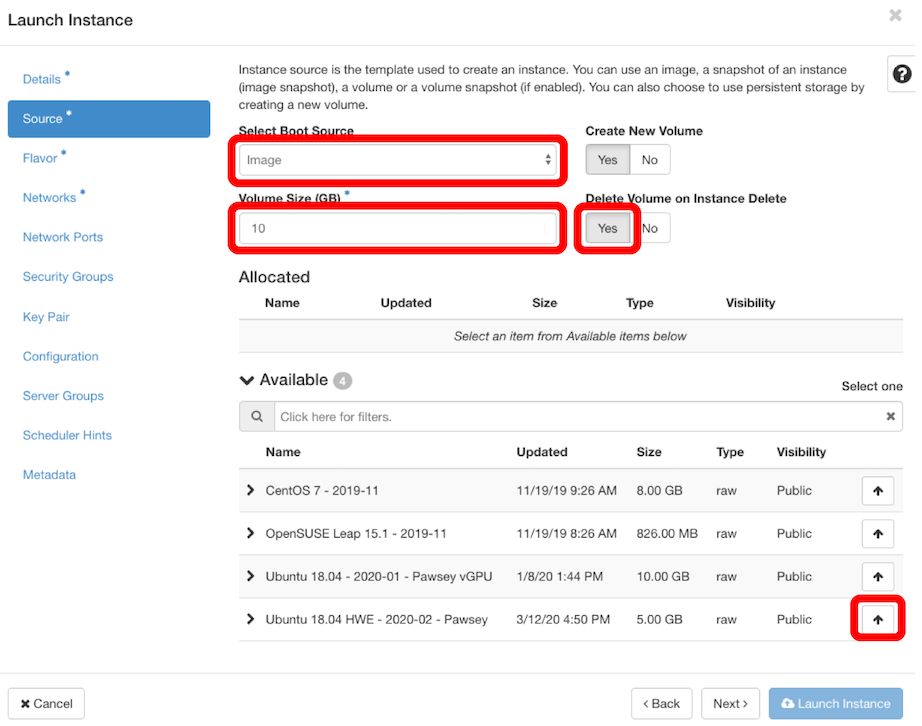 Launch Instance
Details *
Source *
Flavor *
Networks *
Network Ports
Security Groups
Key Pair
Configuration
Server Groups
Scheduler Hints
Metadata
Instance source is the template used to create an instance. You can use an image, a snapshot of an instance
(image snapshot), a volume or a volume snapshot (if enabled). You can also choose to use persistent storage by
creating a new volume.
Select Boot Source
Image
Create New Volume
Yes No
Volume Size (GB) *
10
Delete Volume on Instance Delete
Yes No
Allocated
Name Updated Size Type Visibility
Select an item from Available items below
Available 4
Select one
Click here for filters.
Name Updated Size Type Visibility
CentOS 7 - 2019-11 11/19/19 9:26 AM 8.00 GB raw Public
OpenSUSE Leap 15.1 - 2019-11 11/19/19 8:26 AM 826.00 MB raw Public
Ubuntu 18.04 - 2020-01 - Pawsey vGPU 1/8/20 1:44 PM 10.00 GB raw Public
Ubuntu 18.04 HWE - 2020-02 - Pawsey 3/12/20 4:50 PM 5.00 GB raw Public
Cancel
< Back
Next >
Launch Instance